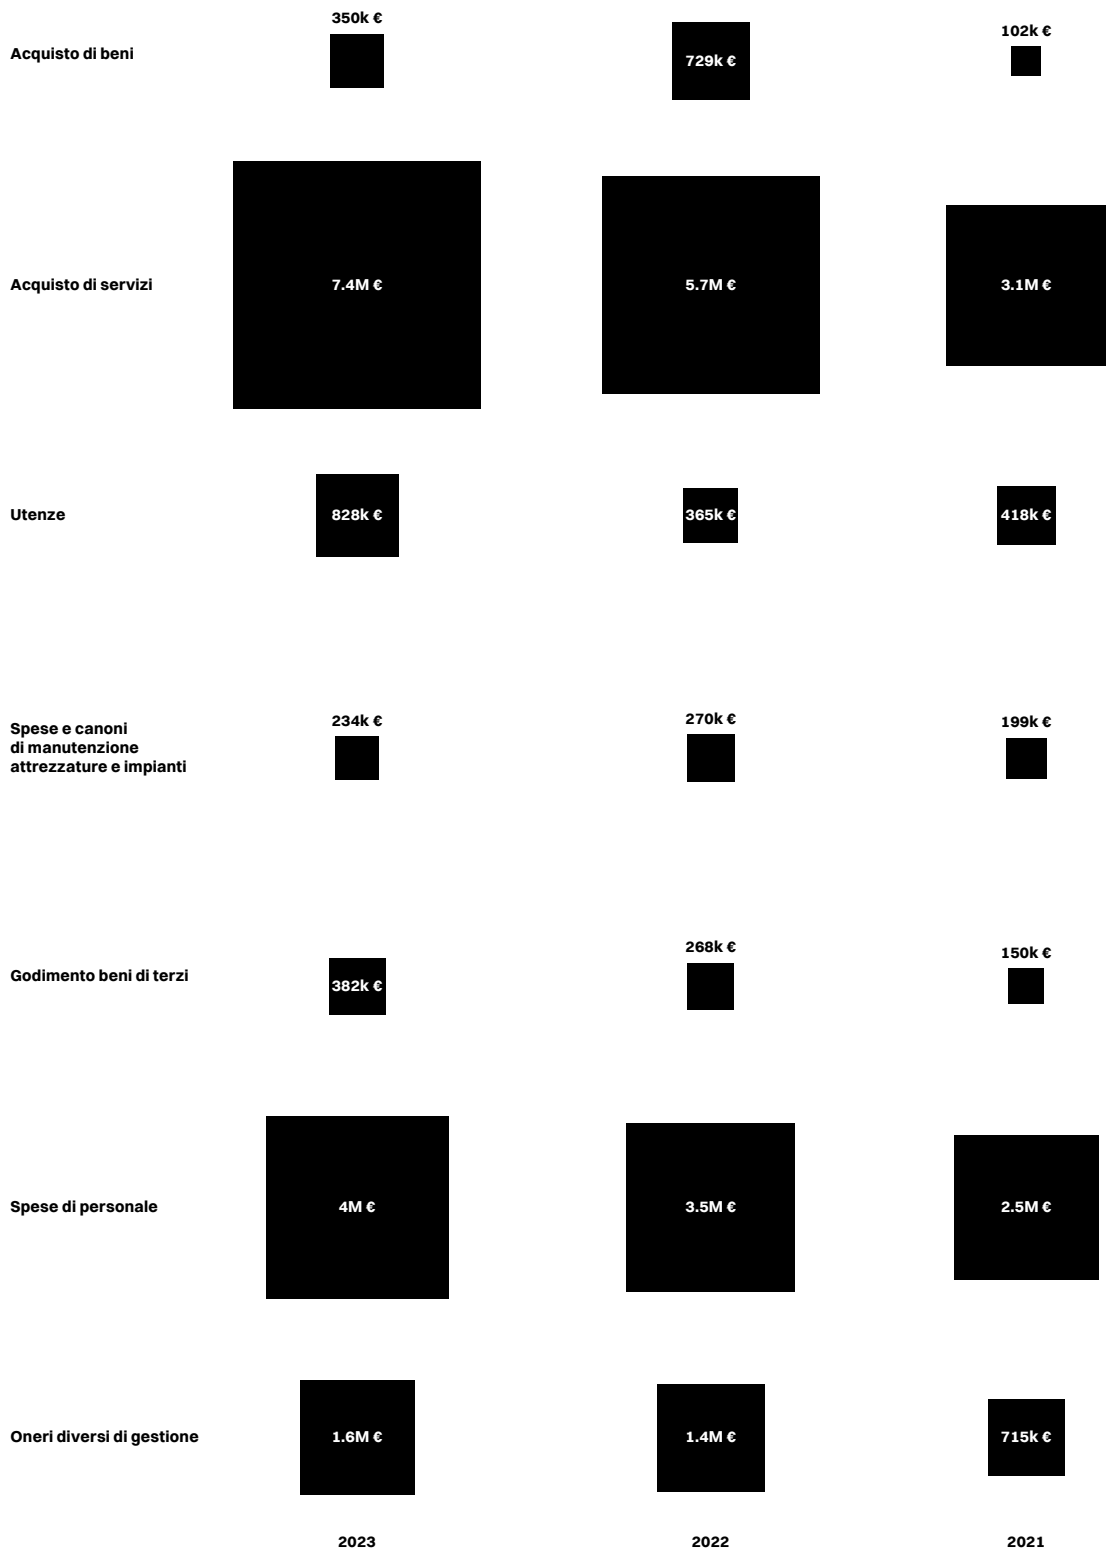 350k €
Acquisto di beni
729k €
102k €
Acquisto di servizi
7.4M €
5.7M €
3.1M €
Utenze
828k €
365k €
418k €
Spese e canoni
di manutenzione
attrezzature e impianti
234k €
270k €
199k €
Godimento beni di terzi
382k €
268k €
150k €
Spese di personale
4M €
3.5M €
2.5M €
Oneri diversi di gestione
1.6M €
1.4M €
715k €
2023
2022
2021